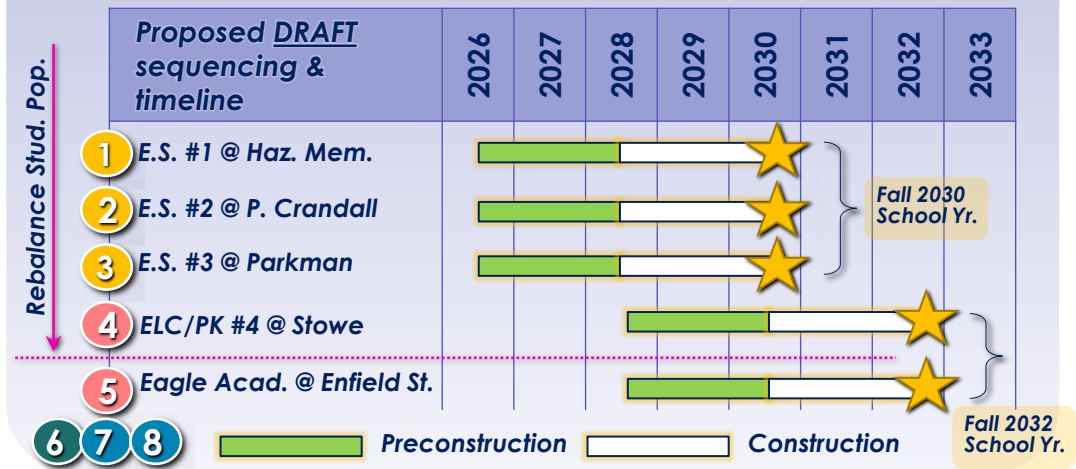 Proposed DRAFT
sequencing &
timeline
2026
2027
2028
2029
2030
2031
2032
2033
Rebalance Stud. Pop.
1 E.S. #1 @ Haz. Mem.
2 E.S. #2 @ P. Crandall
3 E.S. #3 @ Parkman
Fall 2030
School Yr.
4 ELC/PK #4 @ Stowe
5 Eagle Acad. @ Enfield St.
Fall 2032
School Yr.
6 7 8
Preconstruction
Construction